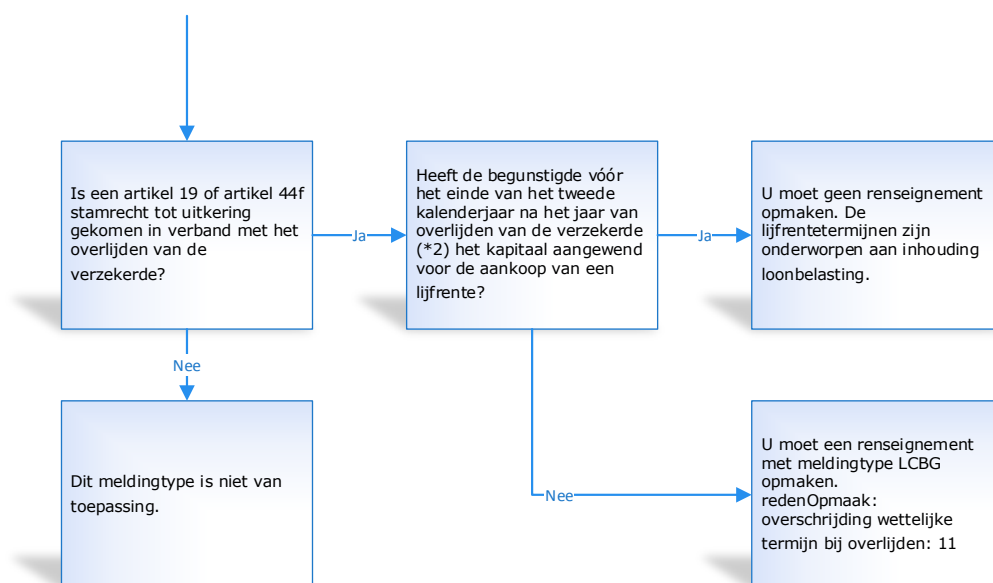 Is een artikel 19 of artikel 44f
stamrecht tot uitkering
gekomen in verband met het
overlijden van de
verzekerde?
Ja
Heeft de begunstigde vóór
het einde van het tweede
kalenderjaar na het jaar van
overlijden van de verzekerde
(*2) het kapitaal aangewend
voor de aankoop van een
lijfrente?
Ja
U moet geen renseignement
opmaken. De
lijfrentetermijnen zijn
onderworpen aan inhouding
loonbelasting.
Nee
Dit meldingtype is niet van
toepassing.
Nee
U moet een renseignement
met meldingtype LCBG
opmaken.
redenOpmaak:
overschrijding wettelijke
termijn bij overlijden: 11